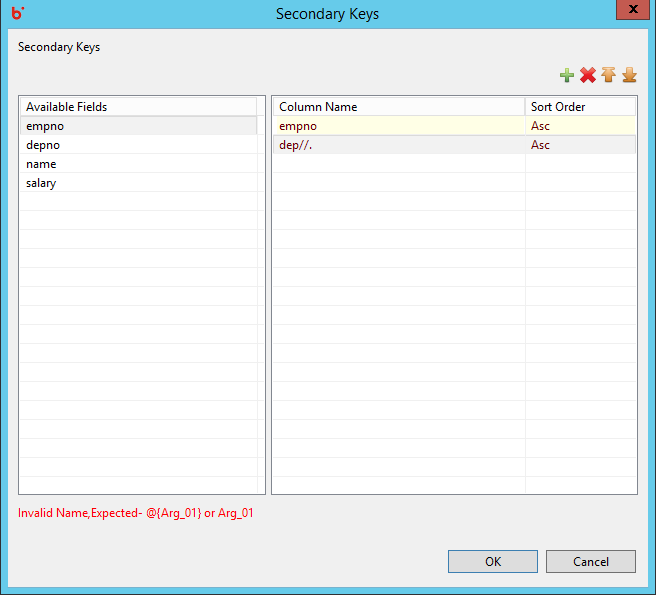 Secondary Keys
Secondary Keys
Available Fields
empno
depno
name
salary
Column Name Sort Order
empno Asc
dep//. Asc
Invalid Name,Expected- @{Arg_01} or Arg_01
OK Cancel